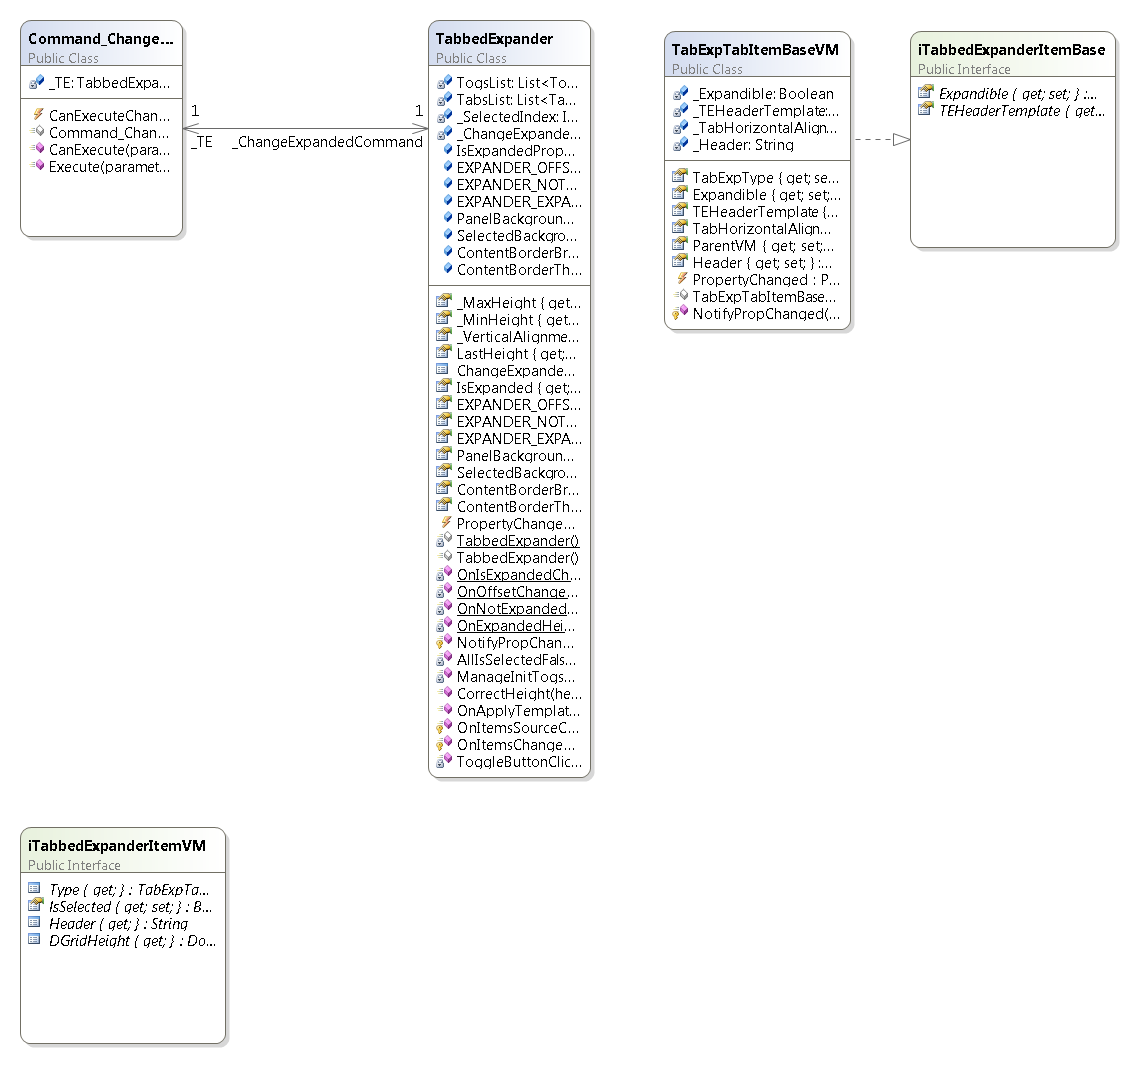 Command_Change...
Public Class
_TE: TabbedExpa...
CanExecuteChan...
Command_Chan...
CanExecute(para...
Execute(paramet...
1
1
_TE
_ChangeExpandedCommand
TabbedExpander
Public Class
TogsList: List<To...
TabsList: List<Ta...
_SelectedIndex: I...
_ChangeExpande...
IsExpandedProp...
EXPANDER_OFFS...
EXPANDER_NOT...
EXPANDER_EXPA...
PanelBackgroun...
SelectedBackgro...
ContentBorderBr...
ContentBorderTh...
_MaxHeight { get...
_MinHeight { get...
_VerticalAlignme...
LastHeight { get;...
ChangeExpande...
IsExpanded { get;...
EXPANDER_OFFS...
EXPANDER_NOT...
EXPANDER_EXPA...
PanelBackgroun...
SelectedBackgro...
ContentBorderBr...
ContentBorderTh...
PropertyChange...
TabbedExpander()
TabbedExpander()
OnIsExpandedCh...
OnOffsetChange...
OnNotExpanded...
OnExpandedHei...
NotifyPropChan...
AllIsSelectedFals...
ManageInitTogs...
CorrectHeight(he...
OnApplyTemplat...
OnItemsSourceC...
OnItemsChange...
ToggleButtonClic...
TabExpTabItemBaseVM
Public Class
_Expandible: Boolean
_TEHeaderTemplate:...
_TabHorizontalAlign...
_Header: String
TabExpType { get; se...
Expandible { get; set;...
TEHeaderTemplate {...
TabHorizontalAlign...
ParentVM { get; set;...
Header { get; set; } :...
PropertyChanged : P...
TabExpTabItemBase...
NotifyPropChanged(...
iTabbedExpanderItemBase
Public Interface
Expandible { get; set; } :...
TEHeaderTemplate { get...
iTabbedExpanderItemVM
Public Interface
Type { get; } : TabExpTa...
IsSelected { get; set; } : B...
Header { get; } : String
DGridHeight { get; } : Do...